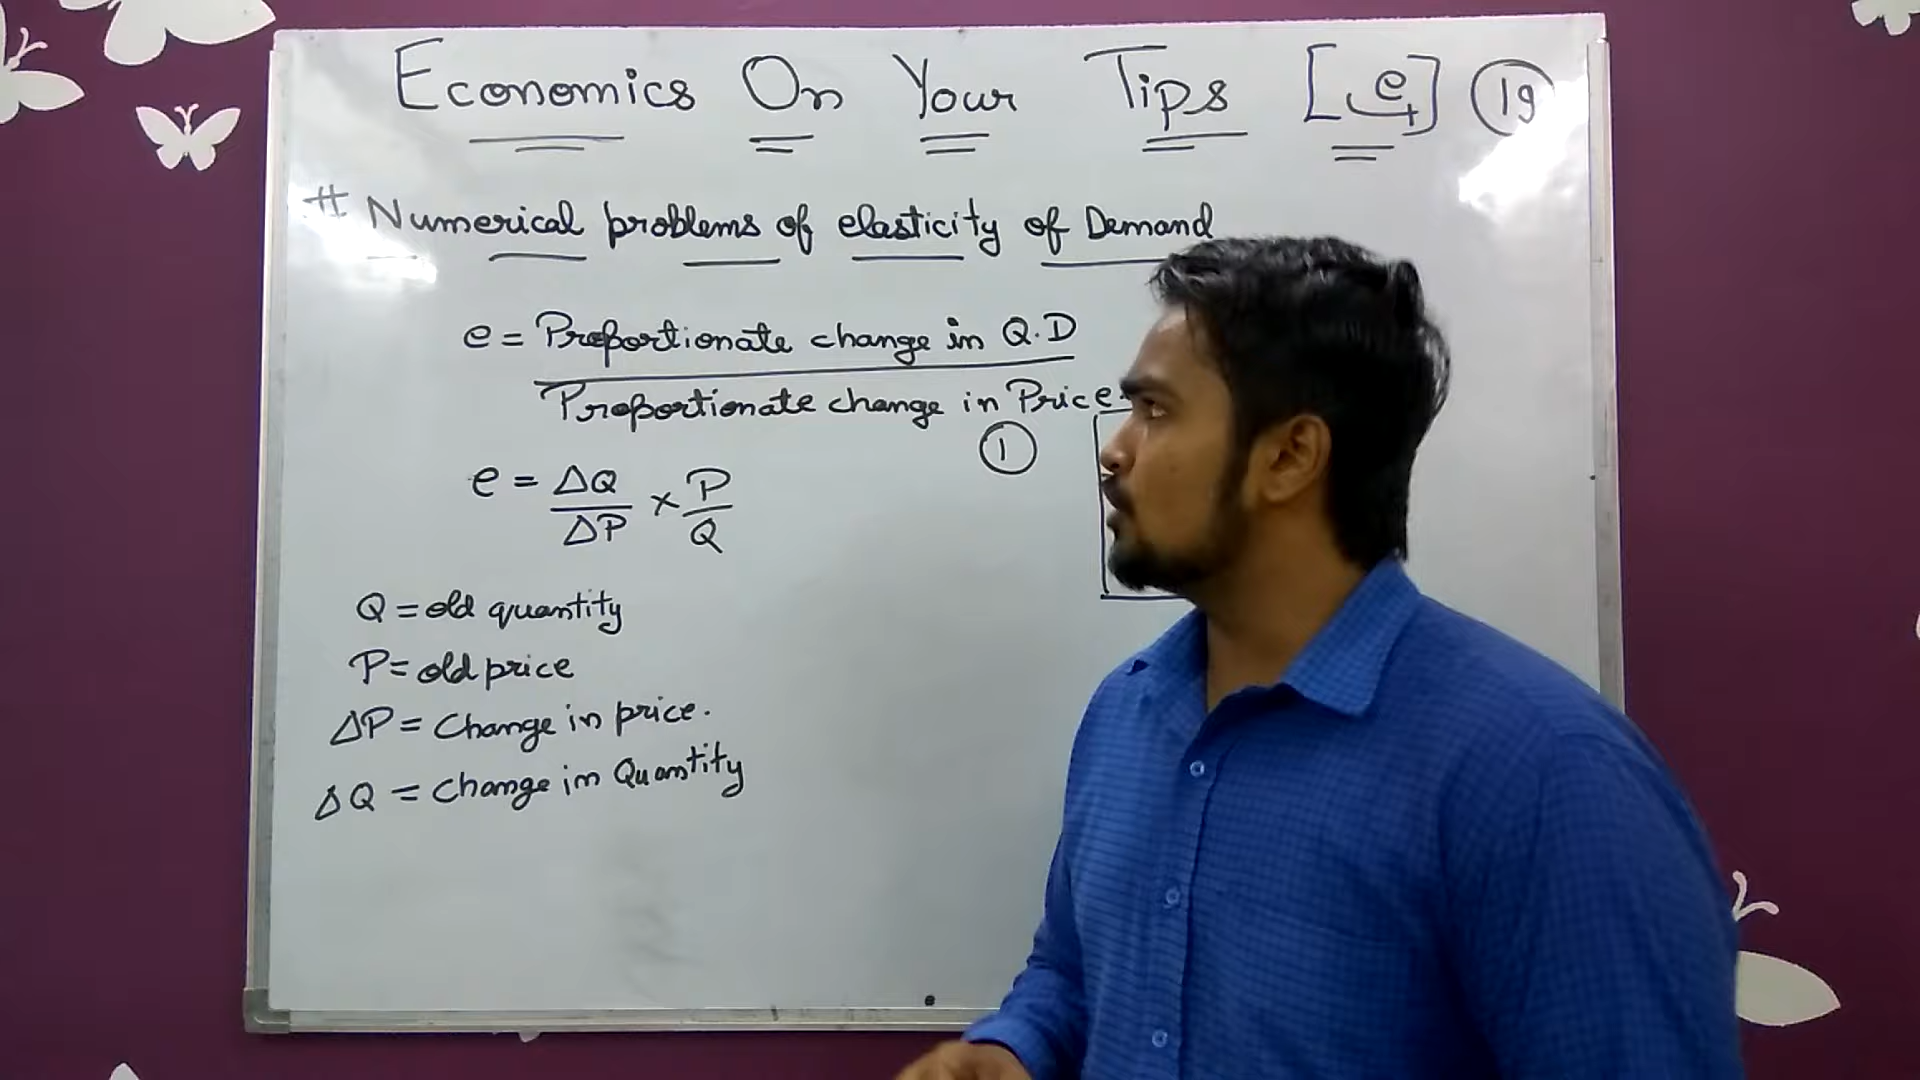 Economics On Your Tips [e+] 19
# Numerical problems of elasticity of Demand
e = Proportionate change in Q.D
Proportionate change in Price
1
e = ΔQ/ΔP × P/Q
Q = old quantity
P = old price
ΔP = Change in price.
ΔQ = Change in Quantity